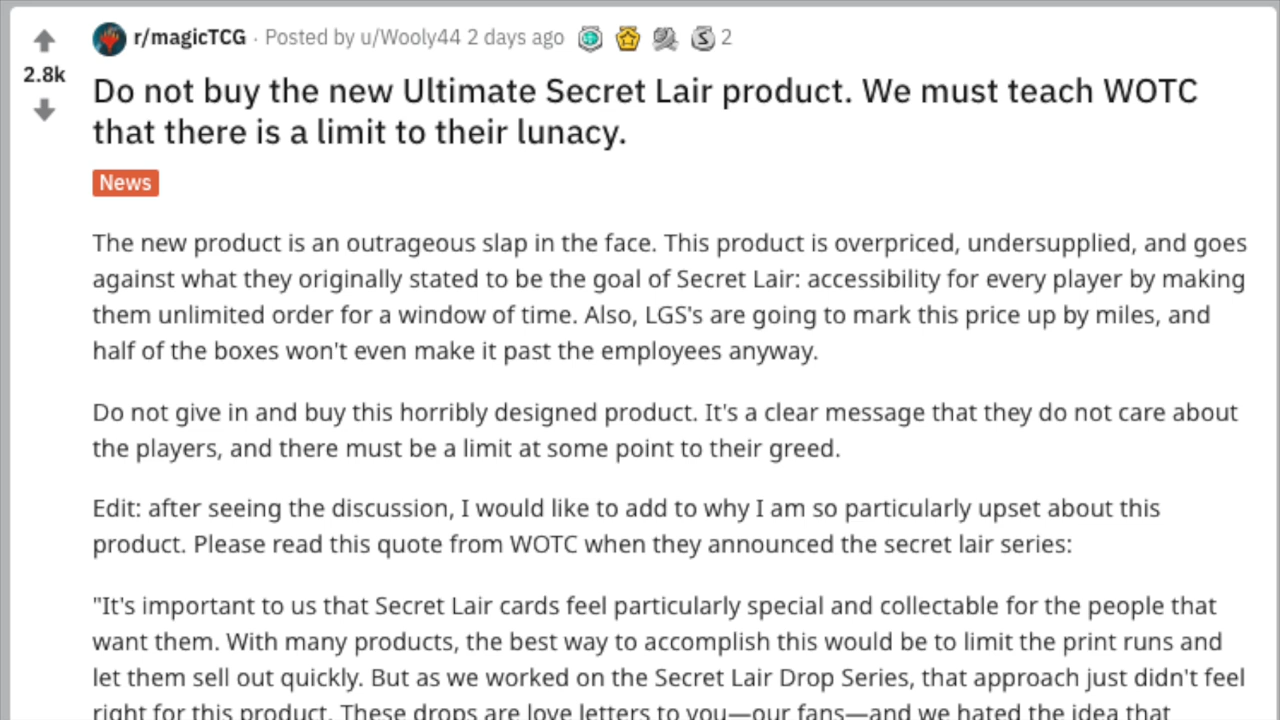 r/magicTCG · Posted by u/Wooly44 2 days ago 2
2.8k
Do not buy the new Ultimate Secret Lair product. We must teach WOTC
that there is a limit to their lunacy.
News
The new product is an outrageous slap in the face. This product is overpriced, undersupplied, and goes
against what they originally stated to be the goal of Secret Lair: accessibility for every player by making
them unlimited order for a window of time. Also, LGS's are going to mark this price up by miles, and
half of the boxes won't even make it past the employees anyway.
Do not give in and buy this horribly designed product. It's a clear message that they do not care about
the players, and there must be a limit at some point to their greed.
Edit: after seeing the discussion, I would like to add to why I am so particularly upset about this
product. Please read this quote from WOTC when they announced the secret lair series:
"It's important to us that Secret Lair cards feel particularly special and collectable for the people that
want them. With many products, the best way to accomplish this would be to limit the print runs and
let them sell out quickly. But as we worked on the Secret Lair Drop Series, that approach just didn't feel
right for this product. These drops are love letters to you—our fans—and we hated the idea that